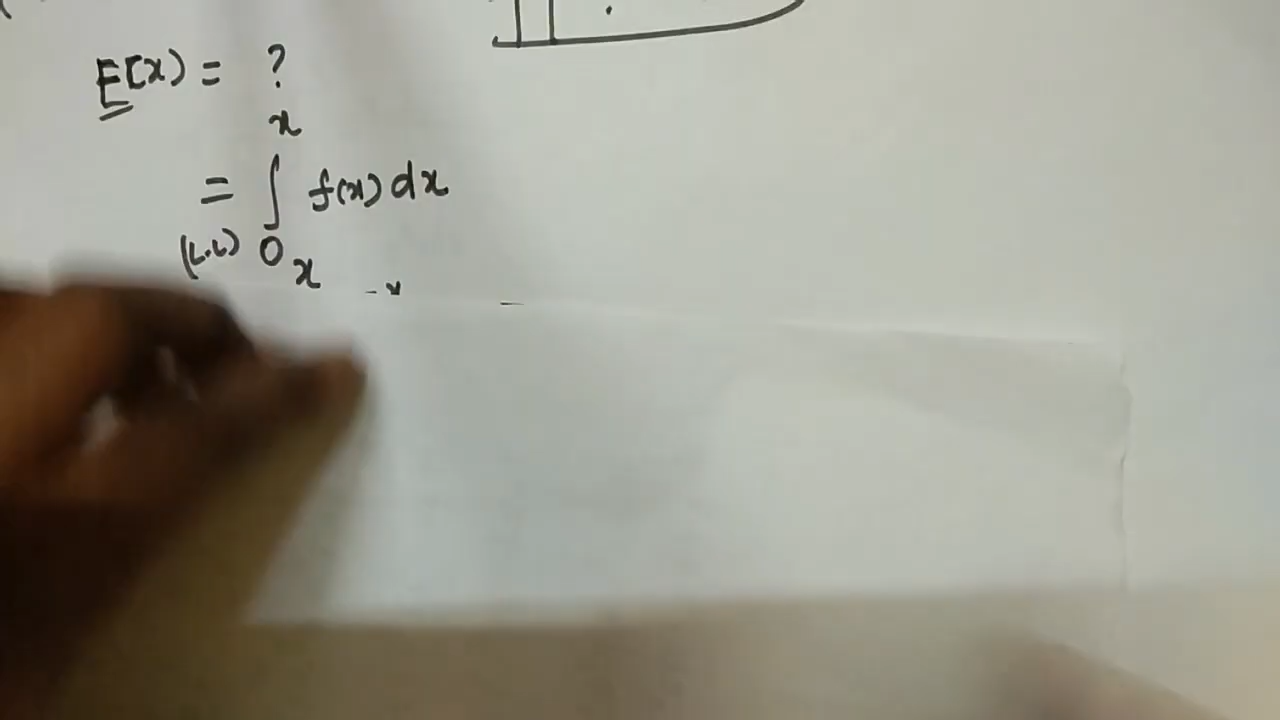 E(x) = ?
x
= ∫ f(x) dx
(L.L) 0
x